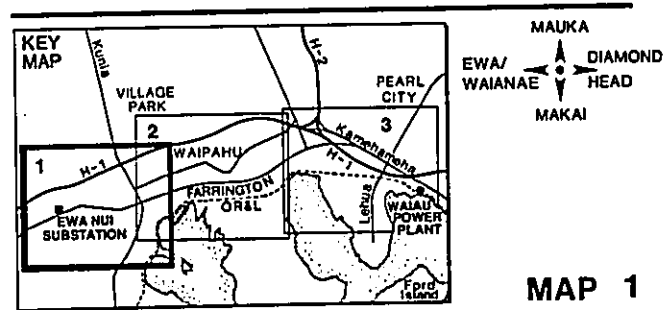 KEY
MAP
Kunia
H-2
PEARL
CITY
VILLAGE
PARK
2
3
1
H-1
WAIPAHU
Kamehameha
H-1
FARRINGTON
OR&L
EWA NUI
SUBSTATION
Lehua
WAIAU
POWER
PLANT
Ford
Island
MAUKA
EWA/
WAIANAE
DIAMOND
HEAD
MAKAI
MAP 1